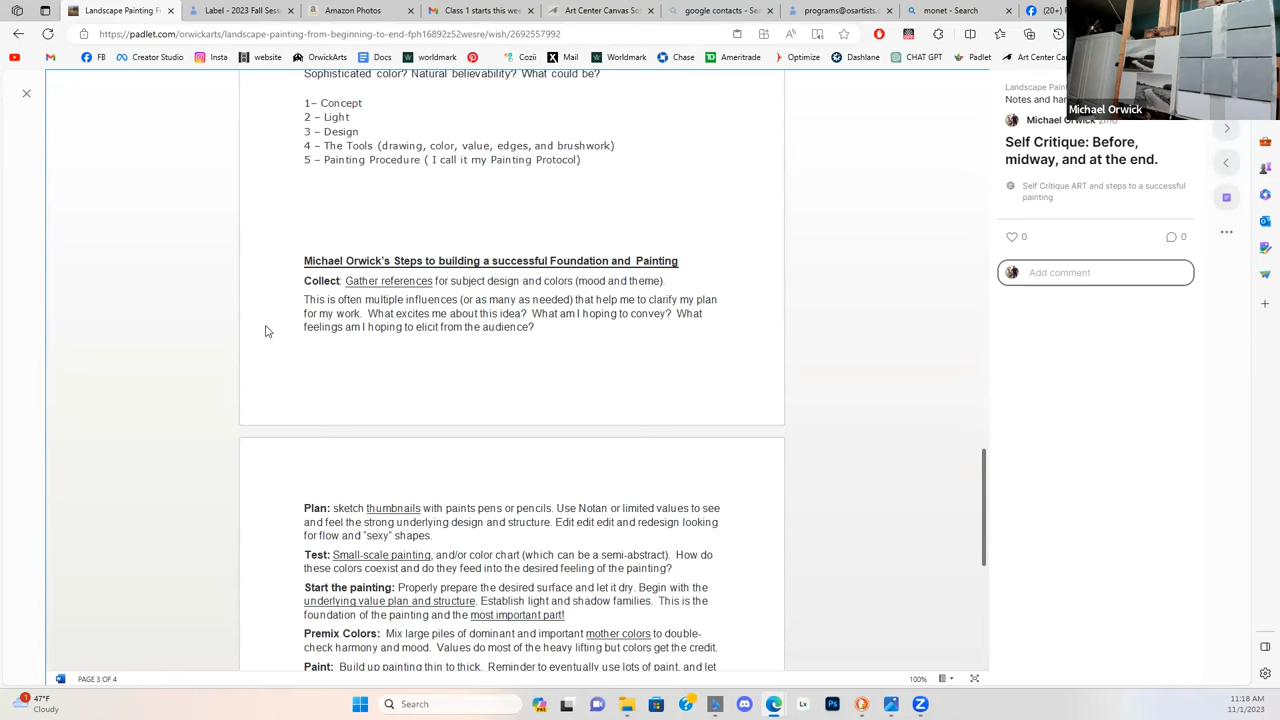 Landscape Painting F
Label - 2023 Fall Sess
Amazon Photos
Class 1 starts this wee
Art Center Canvas So
google contacts - Sea
programs@osartists.c
monet - Search
(20+) F
https://padlet.com/orwickarts/landscape-painting-from-beginning-to-end-fph16892z52wesre/wish/2692557992
FB
Creator Studio
Insta
website
OrwickArts
Docs
worldmark
Cozii
Mail
Worldmark
Chase
Ameritrade
Optimize
Dashlane
CHAT GPT
Padlet
Art Center Can
Michael Orwick
Sophisticated color? Natural believability? What could be?
1– Concept
2 – Light
3 – Design
4 – The Tools (drawing, color, value, edges, and brushwork)
5 – Painting Procedure ( I call it my Painting Protocol)
Michael Orwick's Steps to building a successful Foundation and Painting
Collect: Gather references for subject design and colors (mood and theme).
This is often multiple influences (or as many as needed) that help me to clarify my plan
for my work. What excites me about this idea? What am I hoping to convey? What
feelings am I hoping to elicit from the audience?
Plan: sketch thumbnails with paints pens or pencils. Use Notan or limited values to see
and feel the strong underlying design and structure. Edit edit edit and redesign looking
for flow and "sexy" shapes.
Test: Small-scale painting, and/or color chart (which can be a semi-abstract). How do
these colors coexist and do they feed into the desired feeling of the painting?
Start the painting: Properly prepare the desired surface and let it dry. Begin with the
underlying value plan and structure. Establish light and shadow families. This is the
foundation of the painting and the most important part!
Premix Colors: Mix large piles of dominant and important mother colors to double-
check harmony and mood. Values do most of the heavy lifting but colors get the credit.
Paint: Build up painting thin to thick. Reminder to eventually use lots of paint, and let
PAGE 3 OF 4
100%
Landscape Pain
Notes and har
Michael Orwick 2mo
Self Critique: Before,
midway, and at the end.
Self Critique ART and steps to a successful
painting
0
0
Add comment
1
47°F
Cloudy
Search
11:18 AM
11/1/2023